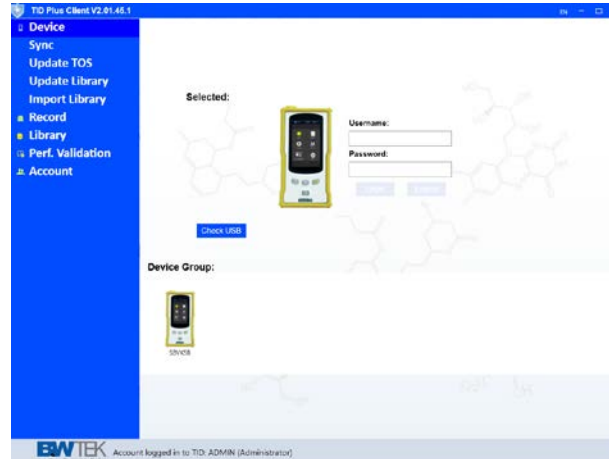 TID Plus Client V2.01.46.1
EN
Device
Sync
Update TOS
Update Library
Import Library
Record
Library
Perf. Validation
Account
Selected:
Username:
Password:
Check USB
Device Group:
BWTEK
Account logged in to TID: ADMIN (Administrator)